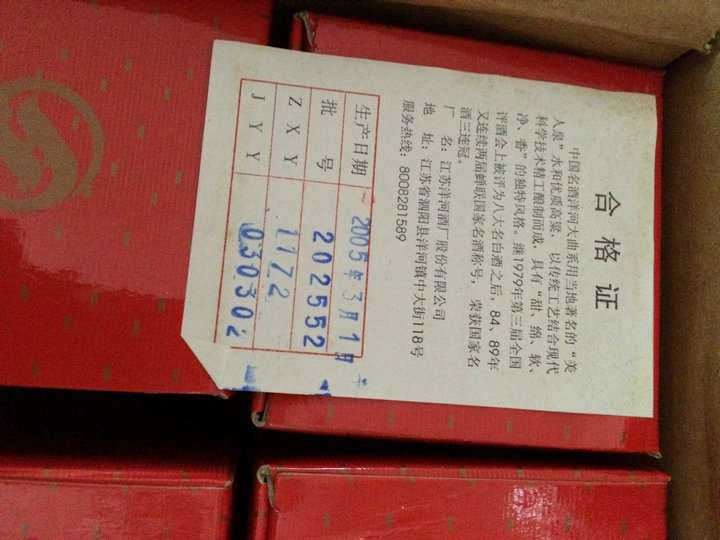 合格证
中国名酒洋河大曲系用当地著名的“美
人泉”水和优质高粱，以传统工艺结合现代
科学技术精工酿制而成，具有“甜、绵、软、
净、香”的独特风格。继1979年第三届全国
评酒会上被评为八大名白酒之后，84、89年
又连续两届蝉联国家名酒称号，荣获国家名
酒三连冠。
厂 名：江苏洋河酒厂股份有限公司
地 址：江苏省泗阳县洋河镇中大街118号
服务热线：8008281589
生产日期 2005年3月1日
批号 202552
ZXY 1172
JYY 030302